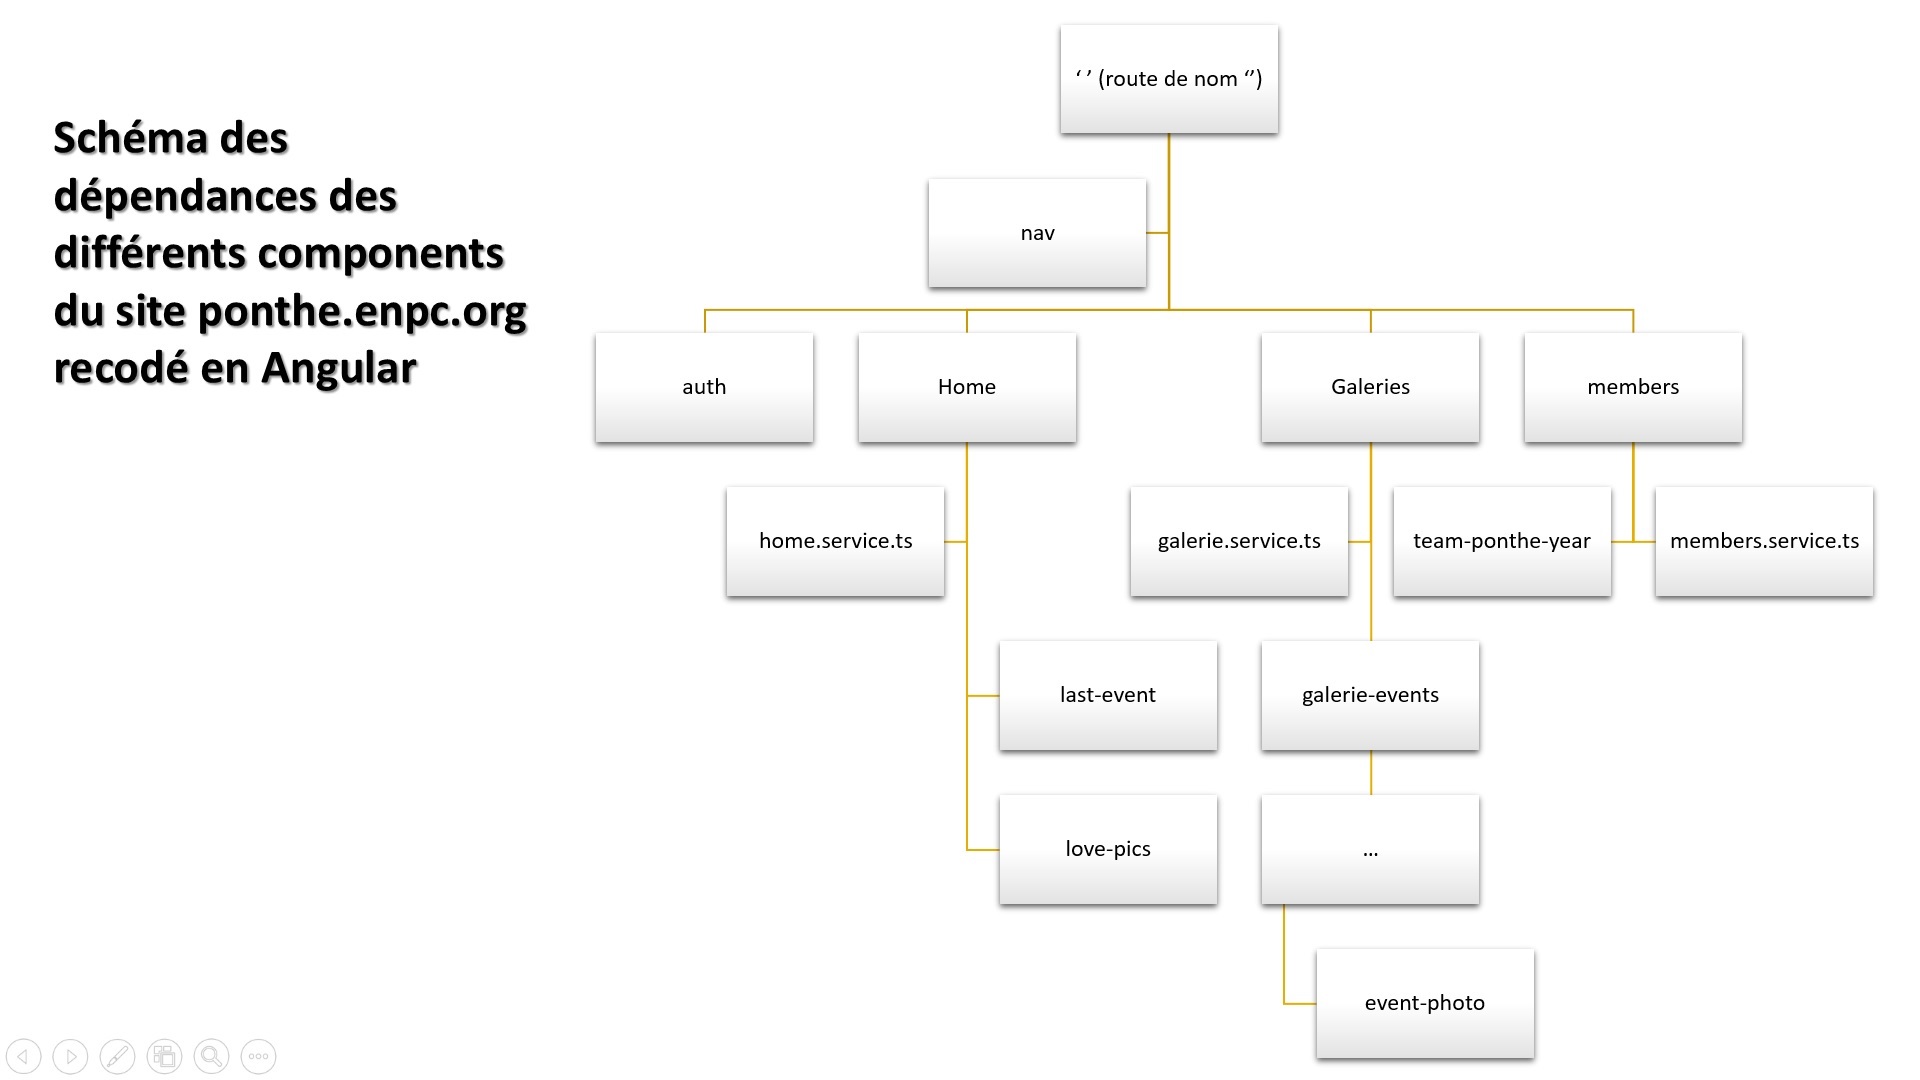 Schéma des
dépendances des
différents components
du site ponthe.enpc.org
recodé en Angular
‘ ’ (route de nom ‘’)
nav
auth
Home
Galeries
members
home.service.ts
galerie.service.ts
team-ponthe-year
members.service.ts
last-event
galerie-events
love-pics
...
event-photo